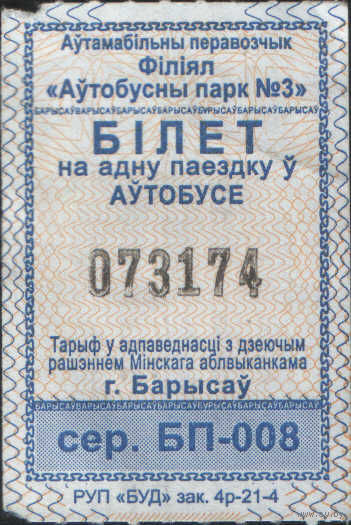 Аўтамабільны перавозчык
Філіял
«Аўтобусны парк №3»
БАРЫСАЎБАРЫСАЎБАРЫСАЎБАРЫСАЎБАРЫСАЎБАРЫСАЎ
БІЛЕТ
на адну паездку ў
АЎТОБУСЕ
073174
Тарыф у адпаведнасці з дзеючым
рашэннем Мінскага аблвыканкама
г. Барысаў
БАРЫСАЎБАРЫСАЎБАРЫСАЎБАРЫСАЎБАРЫСАЎБАРЫСАЎ
сер. БП-008
РУП «БУД» зак. 4р-21-4